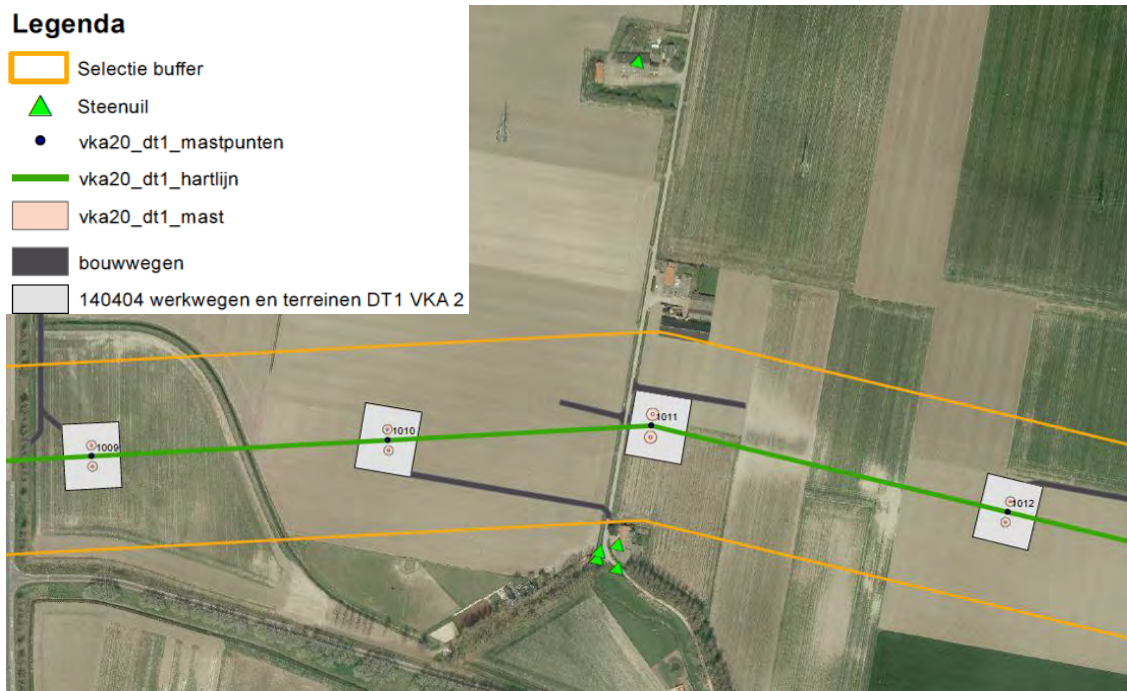 Legenda
Selectie buffer
Steenuil
vka20_dt1_mastpunten
vka20_dt1_hartlijn
vka20_dt1_mast
bouwwegen
140404 werkwegen en terreinen DT1 VKA 2
1009
1010
1011
1012